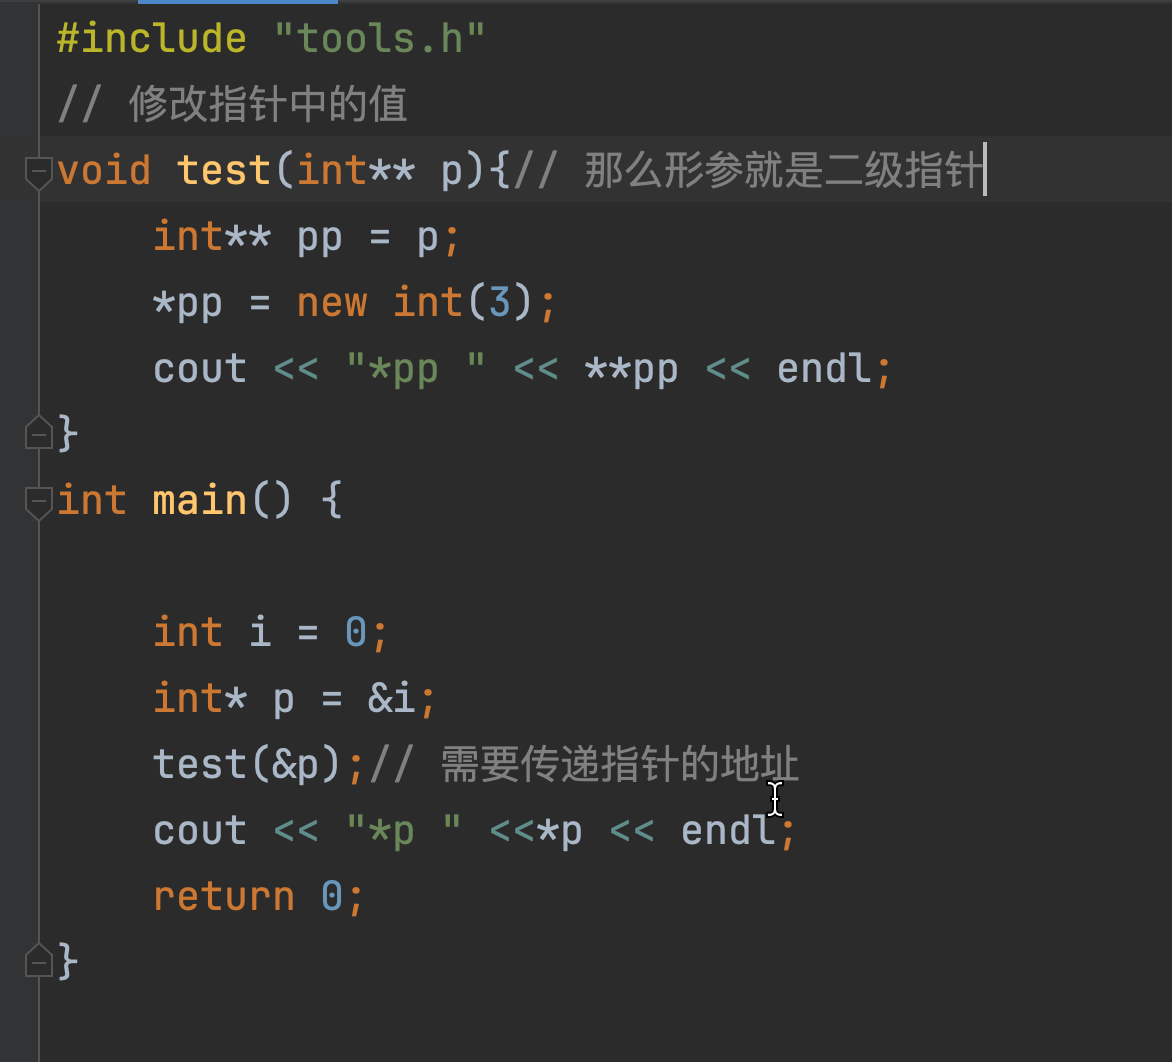 #include "tools.h"
// 修改指针中的值
void test(int** p){// 那么形参就是二级指针
    int** pp = p;
    *pp = new int(3);
    cout << "*pp " << **pp << endl;
}
int main() {
    int i = 0;
    int* p = &i;
    test(&p);// 需要传递指针的地址
    cout << "*p " <<*p << endl;
    return 0;
}